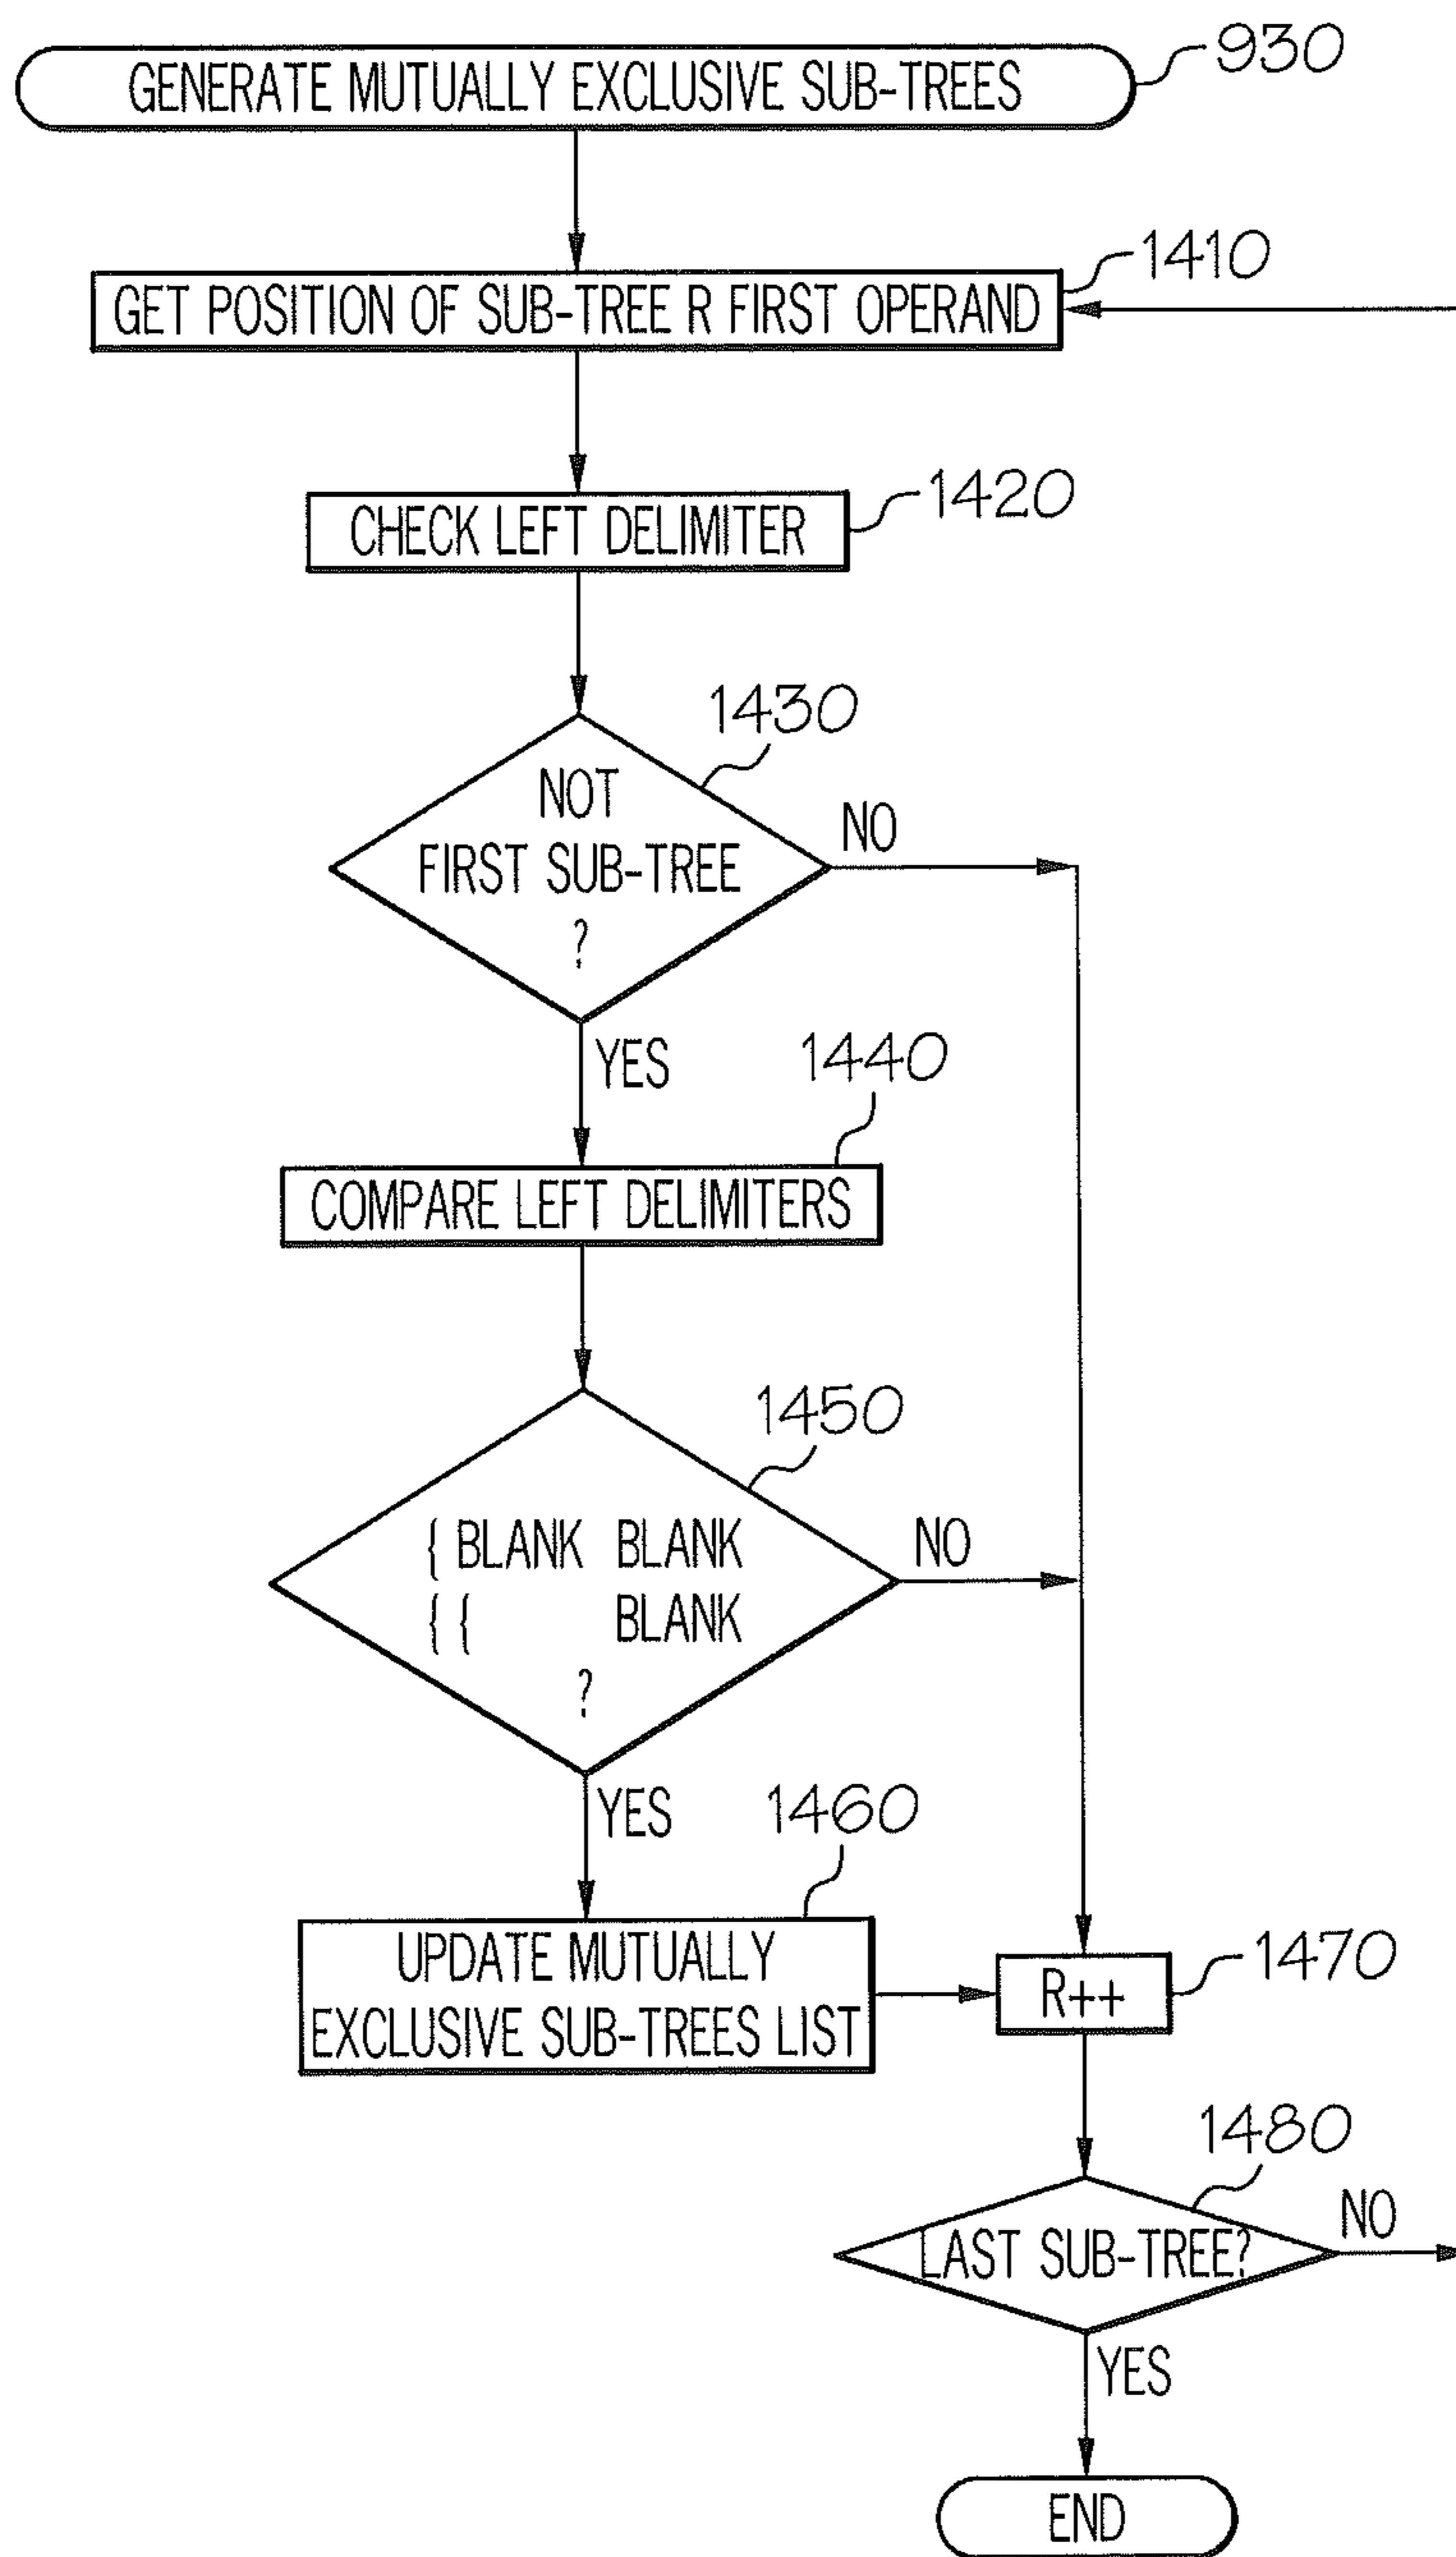 GENERATE MUTUALLY EXCLUSIVE SUB-TREES
930
GET POSITION OF SUB-TREE R FIRST OPERAND
1410
CHECK LEFT DELIMITER
1420
1430
NOT
FIRST SUB-TREE
?
NO
YES
1440
COMPARE LEFT DELIMITERS
1450
{ BLANK BLANK
{ { BLANK
?
NO
YES
1460
UPDATE MUTUALLY
EXCLUSIVE SUB-TREES LIST
R++
1470
1480
LAST SUB-TREE?
NO
YES
END